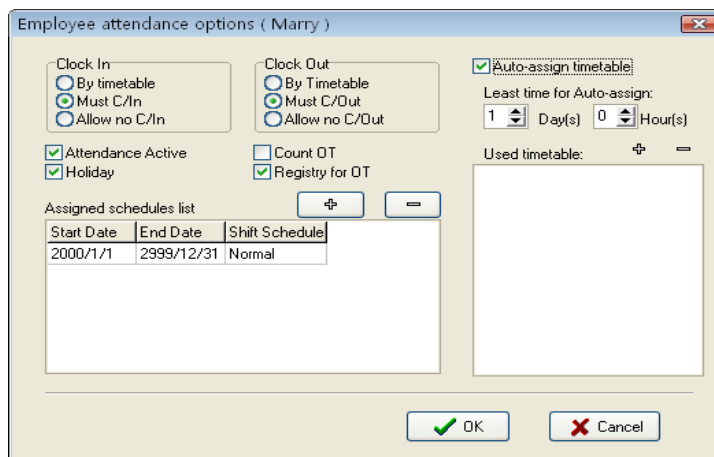 Employee attendance options ( Marry )
Clock In
By timetable
Must C/In
Allow no C/In
Clock Out
By Timetable
Must C/Out
Allow no C/Out
Auto-assign timetable
Least time for Auto-assign:
1 Day(s) 0 Hour(s)
Attendance Active
Holiday
Count OT
Registry for OT
Used timetable:
Assigned schedules list
Start Date End Date Shift Schedule
2000/1/1 2999/12/31 Normal
OK Cancel